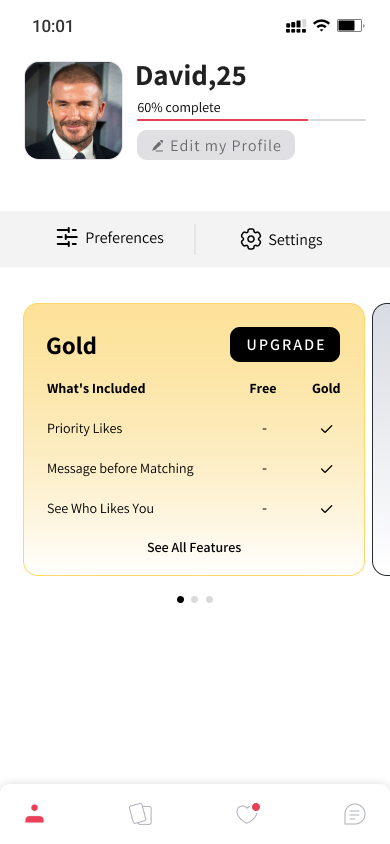 10:01
David,25
60% complete
Edit my Profile
Preferences Settings
Gold UPGRADE
What's Included Free Gold
Priority Likes -
Message before Matching -
See Who Likes You -
See All Features